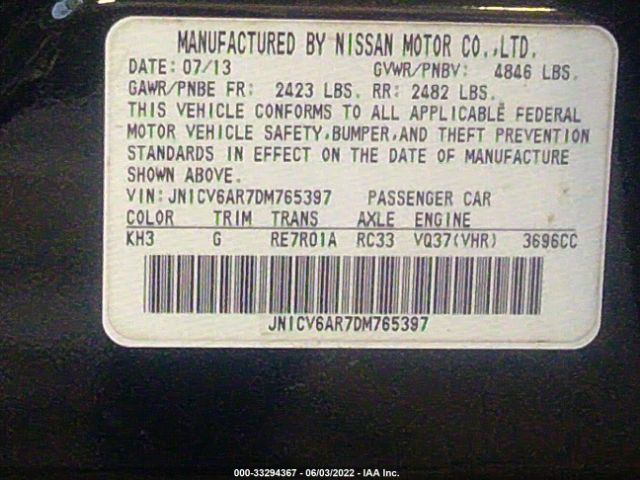 MANUFACTURED BY NISSAN MOTOR CO.,LTD.
DATE: 07/13 GVWR/PNBV: 4846 LBS.
GAWR/PNBE FR: 2423 LBS. RR: 2482 LBS.
THIS VEHICLE CONFORMS TO ALL APPLICABLE FEDERAL
MOTOR VEHICLE SAFETY,BUMPER,AND THEFT PREVENTION
STANDARDS IN EFFECT ON THE DATE OF MANUFACTURE
SHOWN ABOVE.
VIN: JN1CV6AR7DM765397 PASSENGER CAR
COLOR TRIM TRANS AXLE ENGINE
KH3 G RE7R01A RC33 VQ37(VHR) 3696CC
JN1CV6AR7DM765397
000-33294367 - 06/03/2022 - IAA Inc.